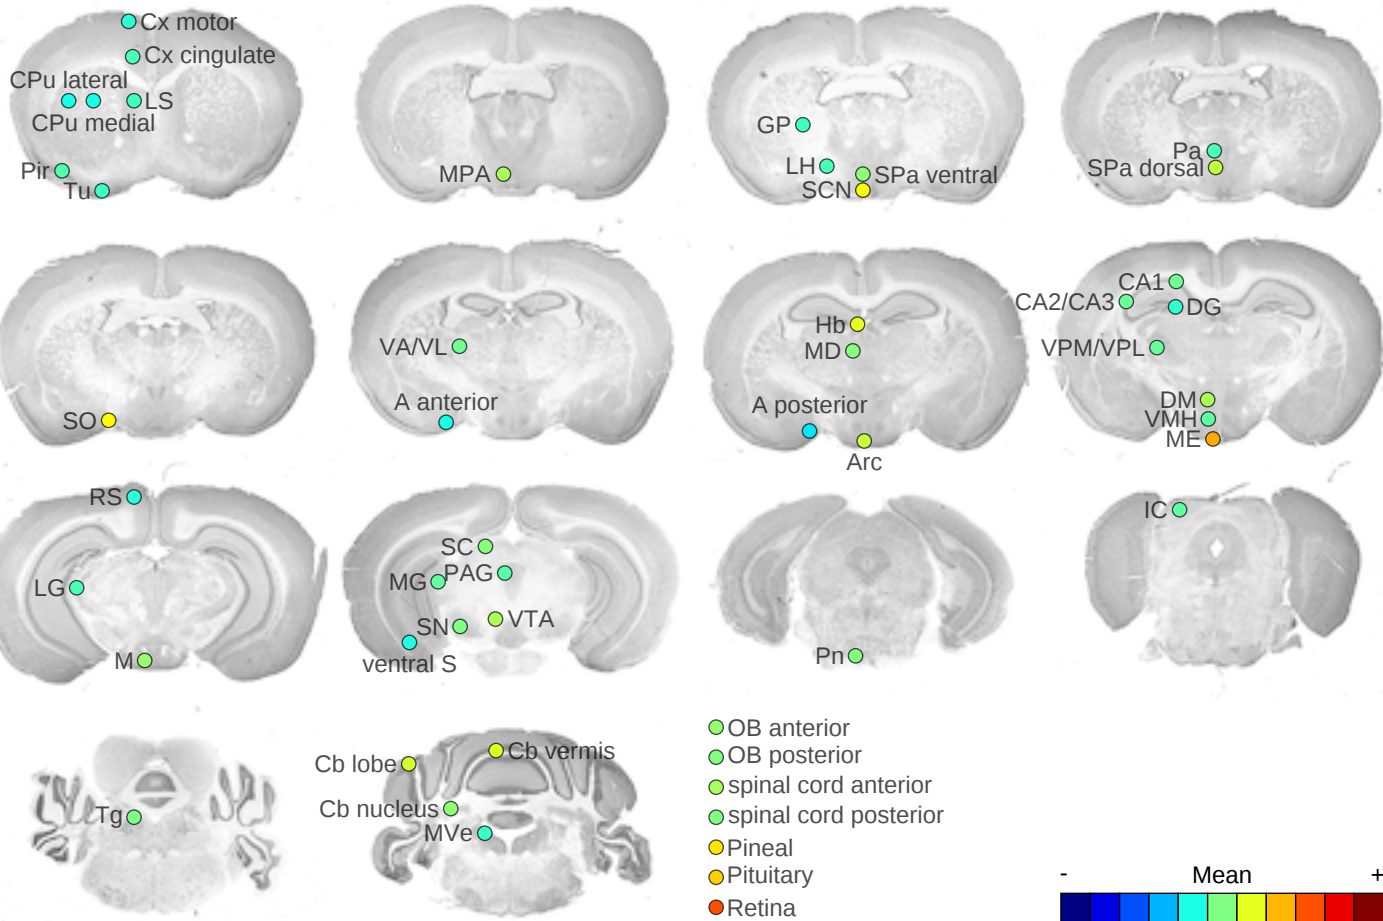 Cx motor
Cx cingulate
CPu lateral
LS
CPu medial
Pir
Tu
MPA
GP
LH
SPa ventral
SCN
Pa
SPa dorsal
SO
VA/VL
A anterior
Hb
MD
A posterior
Arc
CA1
CA2/CA3
DG
VPM/VPL
DM
VMH
ME
RS
LG
M
SC
MG
PAG
SN
VTA
ventral S
Pn
IC
Tg
Cb lobe
Cb vermis
Cb nucleus
MVe
OB anterior
OB posterior
spinal cord anterior
spinal cord posterior
Pineal
Pituitary
Retina
- Mean +